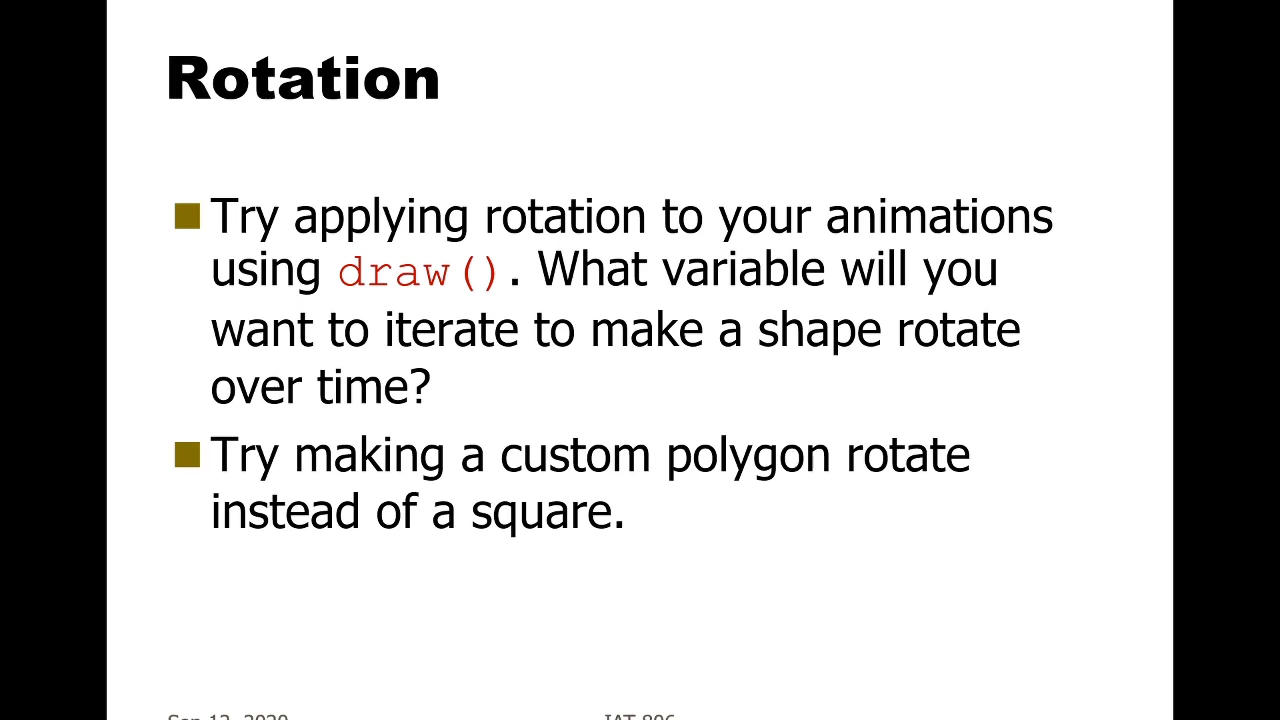 Rotation
Try applying rotation to your animations
using draw(). What variable will you
want to iterate to make a shape rotate
over time?
Try making a custom polygon rotate
instead of a square.